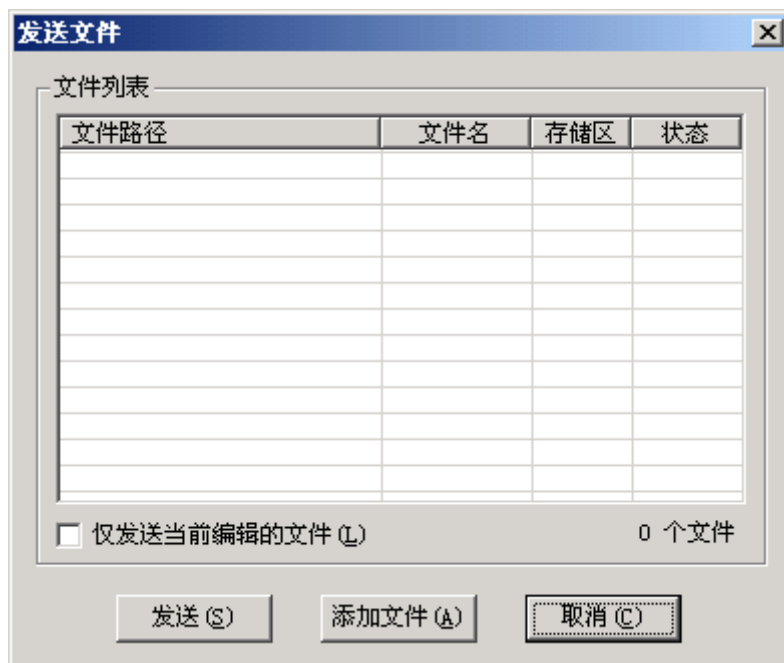 发送文件
文件列表
文件路径 文件名 存储区 状态
仅发送当前编辑的文件(L) 0 个文件
发送(S) 添加文件(A) 取消(C)